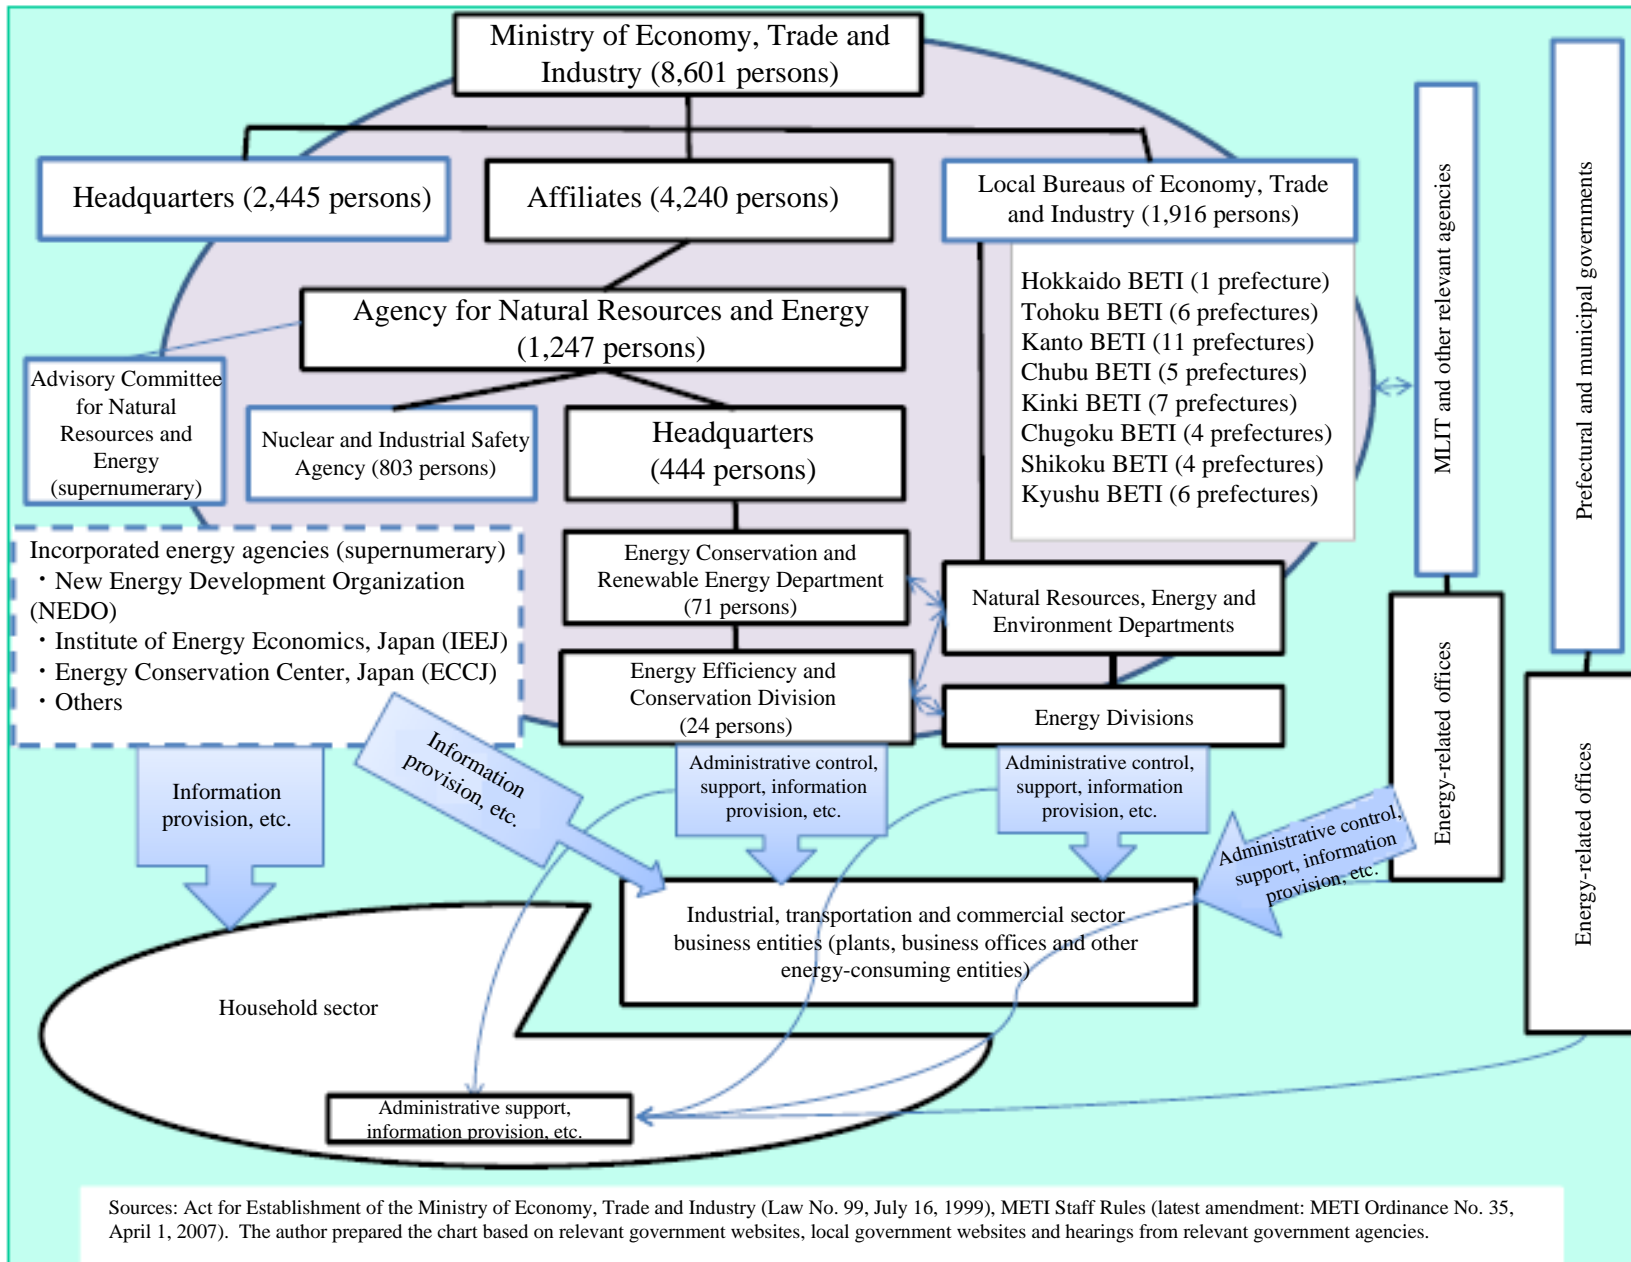 Ministry of Economy, Trade and
Industry (8,601 persons)
Headquarters (2,445 persons)
Affiliates (4,240 persons)
Local Bureaus of Economy, Trade
and Industry (1,916 persons)
Hokkaido BETI (1 prefecture)
Tohoku BETI (6 prefectures)
Kanto BETI (11 prefectures)
Chubu BETI (5 prefectures)
Kinki BETI (7 prefectures)
Chugoku BETI (4 prefectures)
Shikoku BETI (4 prefectures)
Kyushu BETI (6 prefectures)
MLIT and other relevant agencies
Prefectural and municipal governments
Agency for Natural Resources and Energy
(1,247 persons)
Advisory Committee
for Natural
Resources and
Energy
(supernumerary)
Nuclear and Industrial Safety
Agency (803 persons)
Headquarters
(444 persons)
Incorporated energy agencies (supernumerary)
・New Energy Development Organization
(NEDO)
・Institute of Energy Economics, Japan (IEEJ)
・Energy Conservation Center, Japan (ECCJ)
・Others
Energy Conservation and
Renewable Energy Department
(71 persons)
Natural Resources, Energy and
Environment Departments
Energy Efficiency and
Conservation Division
(24 persons)
Energy Divisions
Energy-related offices
Energy-related offices
Information
provision, etc.
Information
provision, etc.
Administrative control,
support, information
provision, etc.
Administrative control,
support, information
provision, etc.
Administrative control,
support, information
provision, etc.
Industrial, transportation and commercial sector
business entities (plants, business offices and other
energy-consuming entities)
Household sector
Administrative support,
information provision, etc.
Sources: Act for Establishment of the Ministry of Economy, Trade and Industry (Law No. 99, July 16, 1999), METI Staff Rules (latest amendment: METI Ordinance No. 35,
April 1, 2007).  The author prepared the chart based on relevant government websites, local government websites and hearings from relevant government agencies.